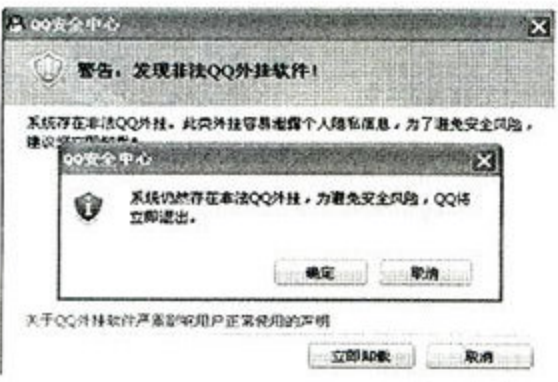 QQ安全中心
警告：发现非法QQ外挂软件！
系统存在非法QQ外挂。此类外挂容易泄露个人隐私信息，为了避免安全风险，
建议
QQ安全中心
系统仍然存在非法QQ外挂，为避免安全风险，QQ将
立即退出。
确定 取消
关于QQ外挂软件严重影响用户正常使用的声明
立即卸载 取消